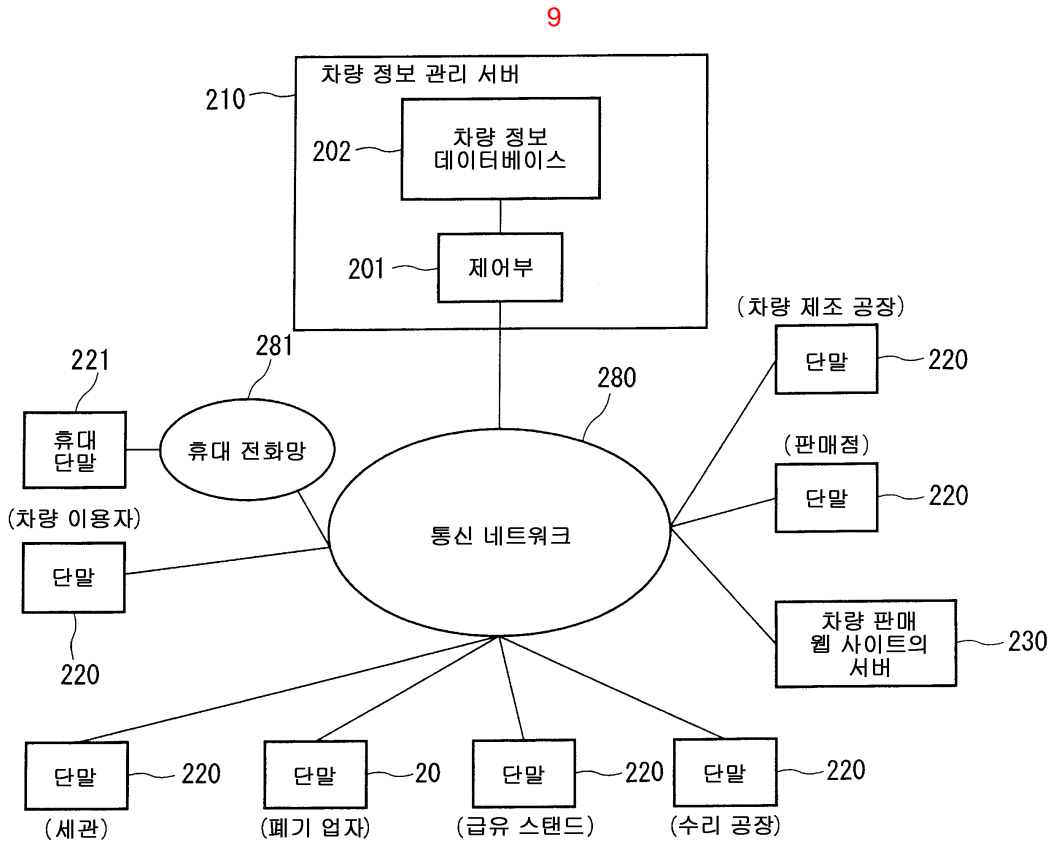 9
차량 정보 관리 서버
210
202
차량 정보
데이터베이스
201
제어부
(차량 제조 공장)
단말
220
221
281
280
휴대
단말
휴대 전화망
(판매점)
단말
220
(차량 이용자)
통신 네트워크
단말
220
차량 판매
웹 사이트의
서버
230
단말
220
단말
20
단말
220
단말
220
(세관)
(폐기 업자)
(급유 스탠드)
(수리 공장)